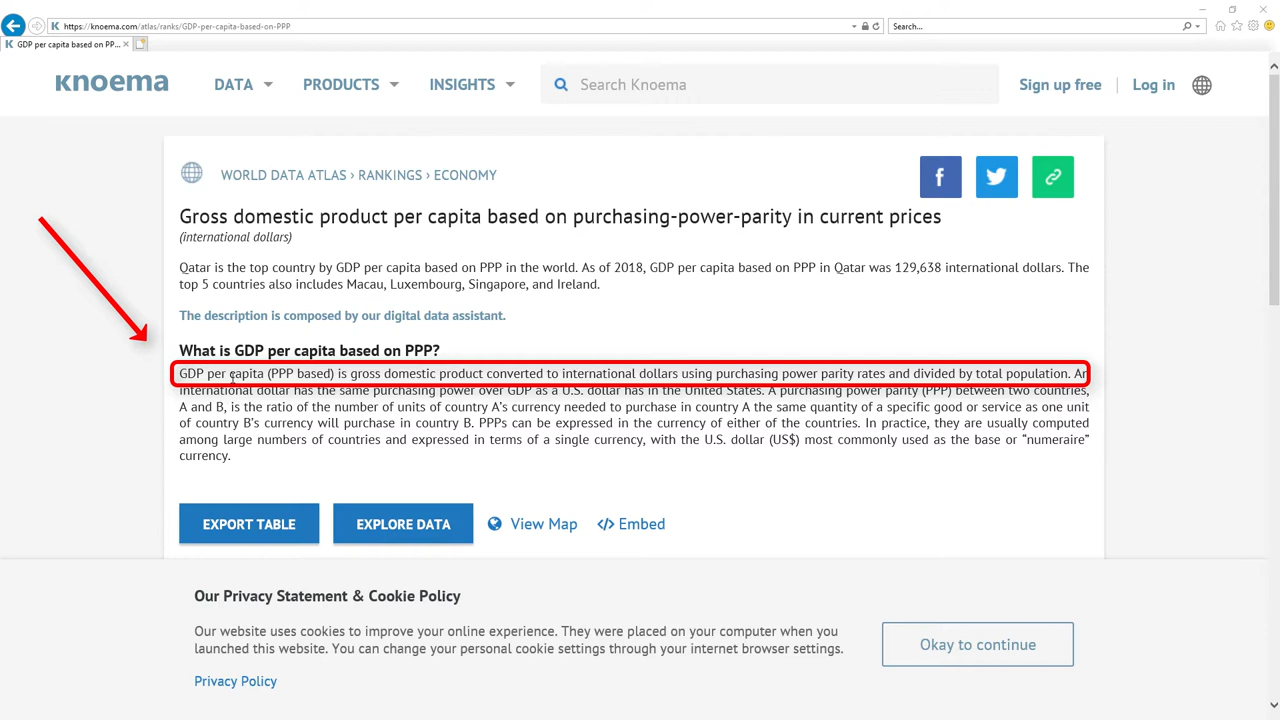 https://knoema.com/atlas/ranks/GDP-per-capita-based-on-PPP
Search...
GDP per capita based on PP...
knoema
DATA
PRODUCTS
INSIGHTS
Search Knoema
Sign up free
Log in
WORLD DATA ATLAS › RANKINGS › ECONOMY
Gross domestic product per capita based on purchasing-power-parity in current prices
(international dollars)
Qatar is the top country by GDP per capita based on PPP in the world. As of 2018, GDP per capita based on PPP in Qatar was 129,638 international dollars. The
top 5 countries also includes Macau, Luxembourg, Singapore, and Ireland.
The description is composed by our digital data assistant.
What is GDP per capita based on PPP?
GDP per capita (PPP based) is gross domestic product converted to international dollars using purchasing power parity rates and divided by total population. An
international dollar has the same purchasing power over GDP as a U.S. dollar has in the United States. A purchasing power parity (PPP) between two countries,
A and B, is the ratio of the number of units of country A's currency needed to purchase in country A the same quantity of a specific good or service as one unit
of country B's currency will purchase in country B. PPPs can be expressed in the currency of either of the countries. In practice, they are usually computed
among large numbers of countries and expressed in terms of a single currency, with the U.S. dollar (US$) most commonly used as the base or “numeraire”
currency.
EXPORT TABLE
EXPLORE DATA
View Map
Embed
Our Privacy Statement & Cookie Policy
Our website uses cookies to improve your online experience. They were placed on your computer when you
launched this website. You can change your personal cookie settings through your internet browser settings.
Okay to continue
Privacy Policy